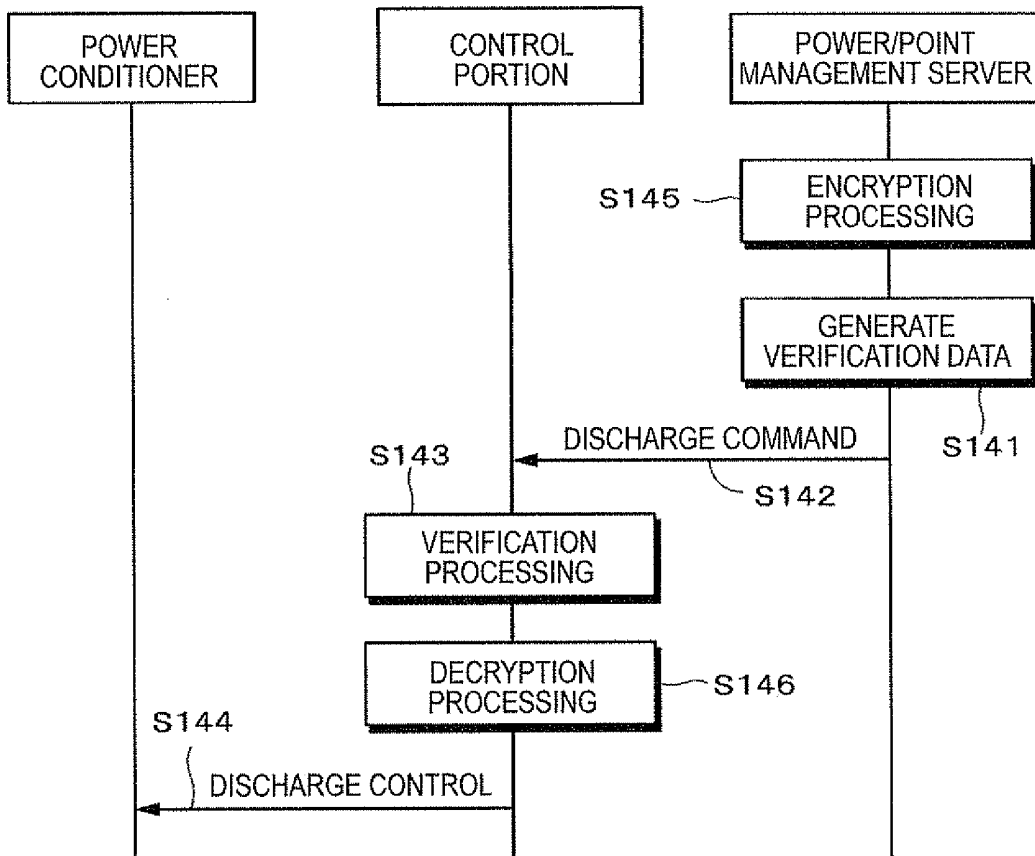 POWER
CONDITIONER
CONTROL
PORTION
POWER/POINT
MANAGEMENT SERVER
S145
ENCRYPTION
PROCESSING
GENERATE
VERIFICATION DATA
S141
DISCHARGE COMMAND
S142
S143
VERIFICATION
PROCESSING
DECRYPTION
PROCESSING
S146
S144
DISCHARGE CONTROL